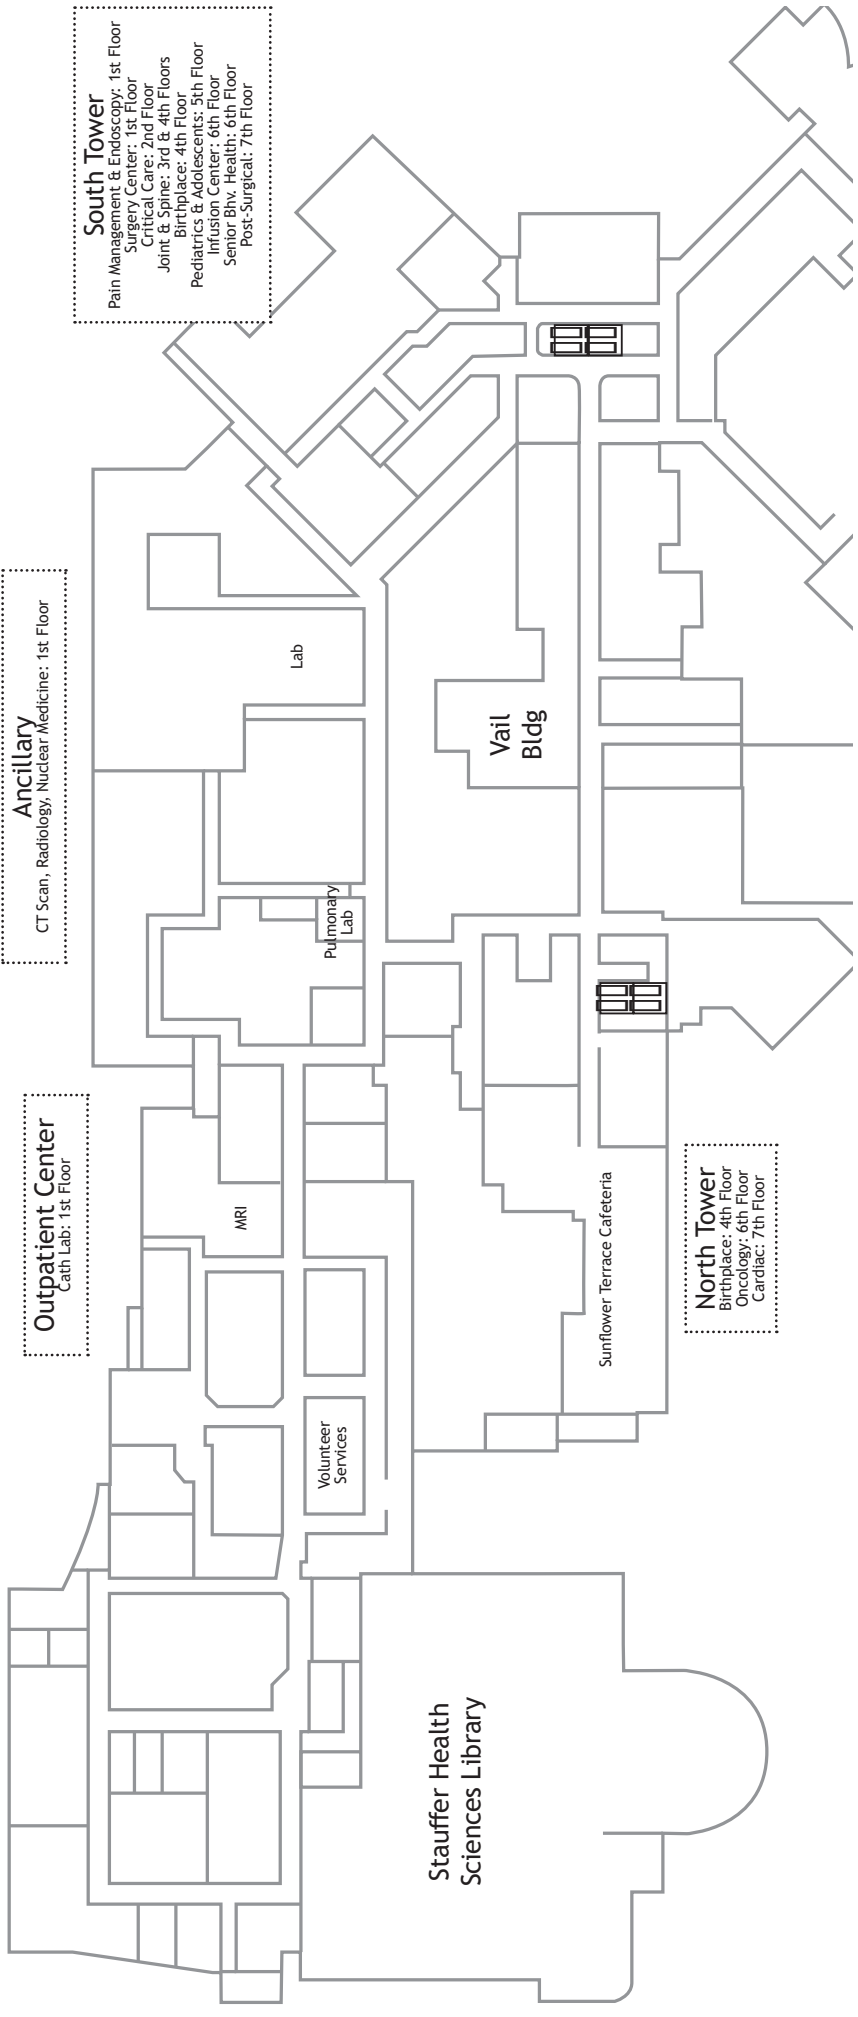 South Tower
Pain Management & Endoscopy: 1st Floor
Surgery Center: 1st Floor
Critical Care: 2nd Floor
Joint & Spine: 3rd & 4th Floors
Birthplace: 4th Floor
Pediatrics & Adolescents: 5th Floor
Infusion Center: 6th Floor
Senior Bhv. Health: 6th Floor
Post-Surgical: 7th Floor
Ancillary
CT Scan, Radiology, Nuclear Medicine: 1st Floor
Lab
Vail
Bldg
Pulmonary
Lab
Outpatient Center
Cath Lab: 1st Floor
MRI
Sunflower Terrace Cafeteria
North Tower
Birthplace: 4th Floor
Oncology: 6th Floor
Cardiac: 7th Floor
Volunteer
Services
Stauffer Health
Sciences Library